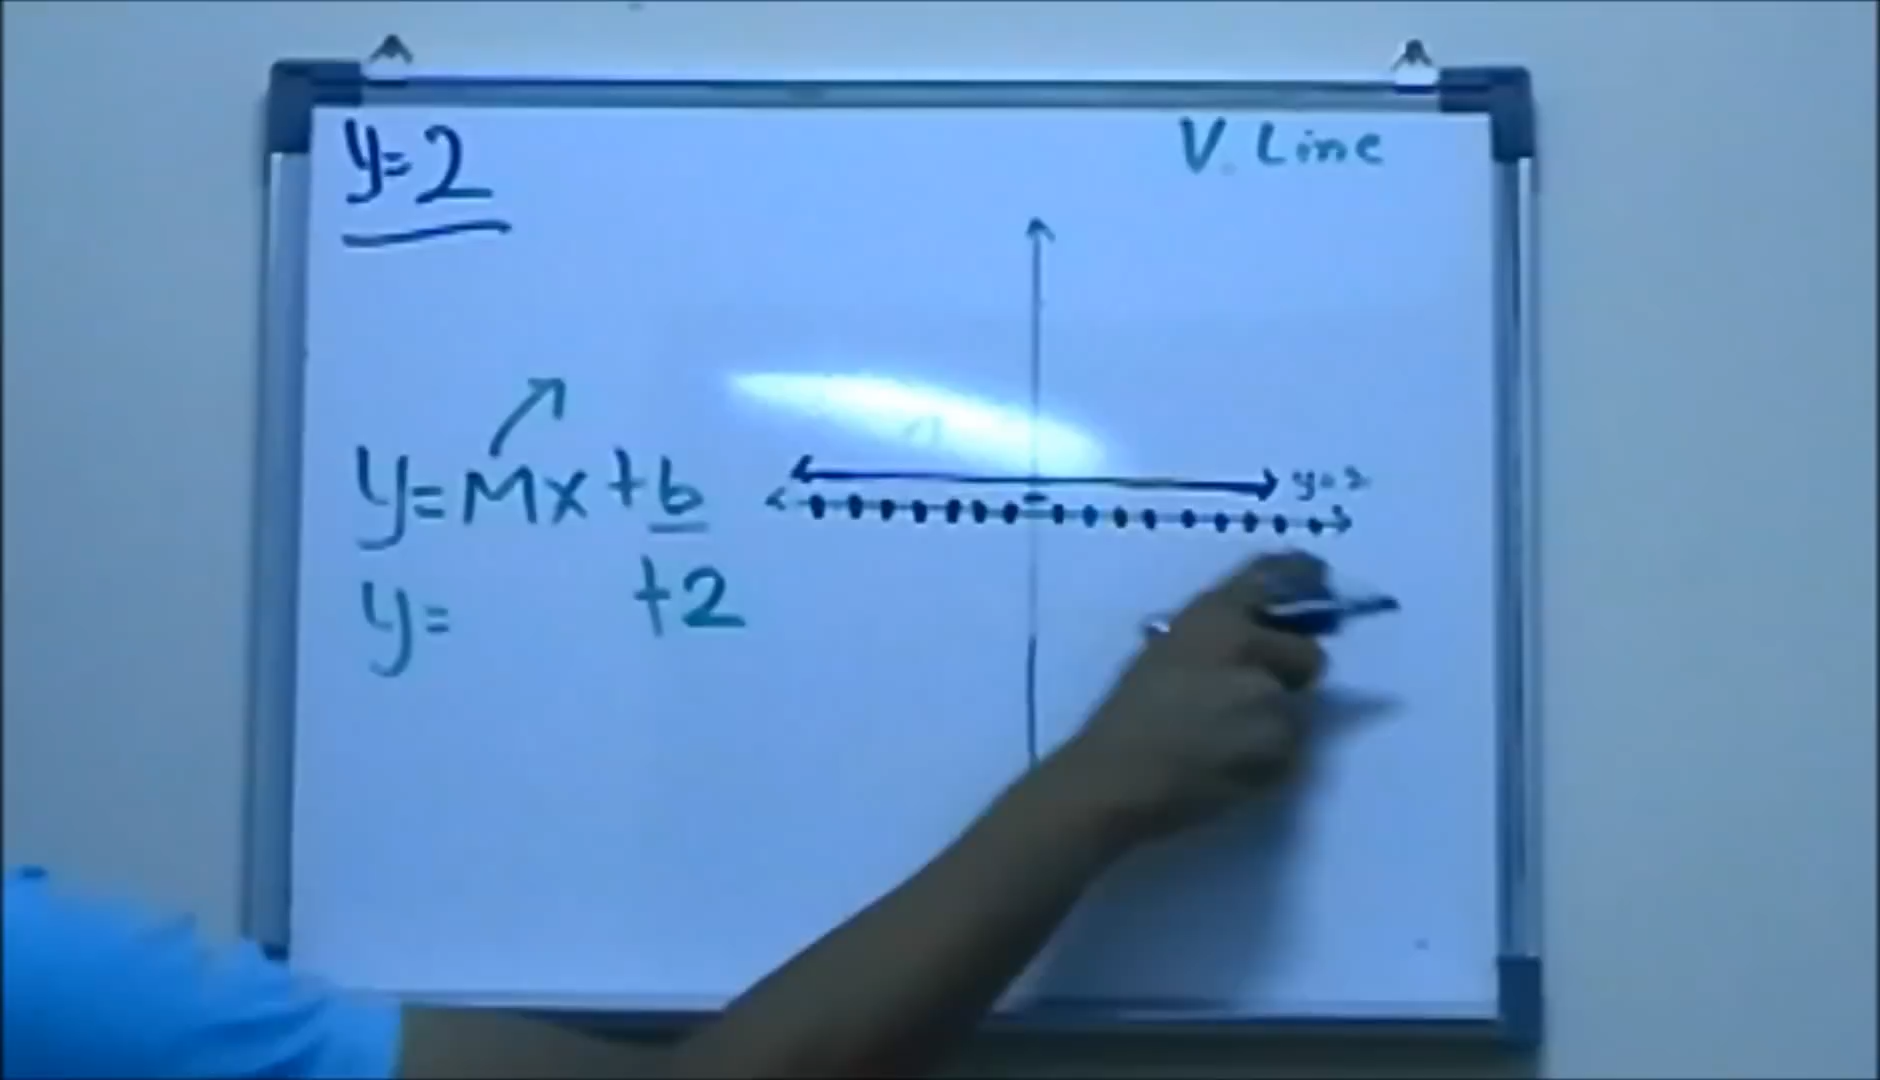 y=2
V. Line
y=Mx+b
y=2
y= +2